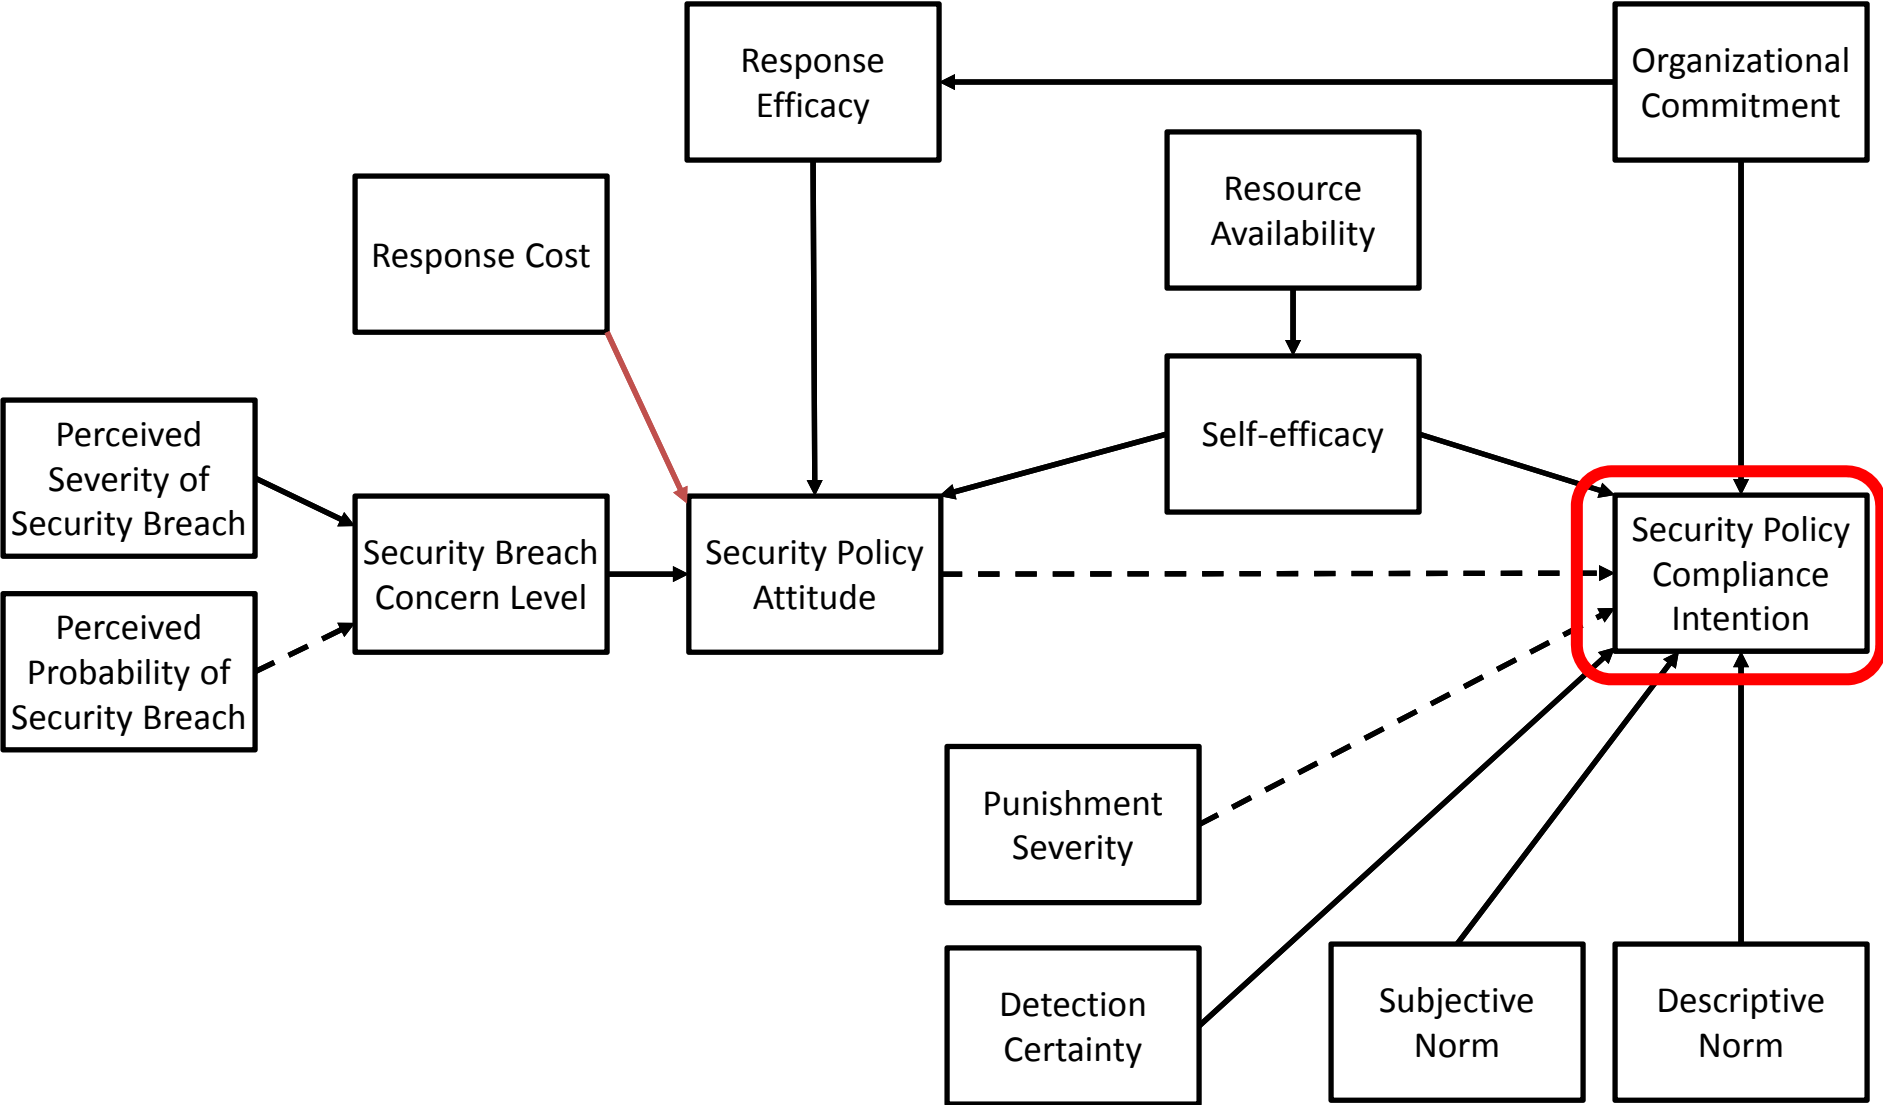 Response
Efficacy
Organizational
Commitment
Resource
Availability
Response Cost
Perceived
Severity of
Security Breach
Self-efficacy
Security Breach
Concern Level
Security Policy
Attitude
Security Policy
Compliance
Intention
Perceived
Probability of
Security Breach
Punishment
Severity
Detection
Certainty
Subjective
Norm
Descriptive
Norm